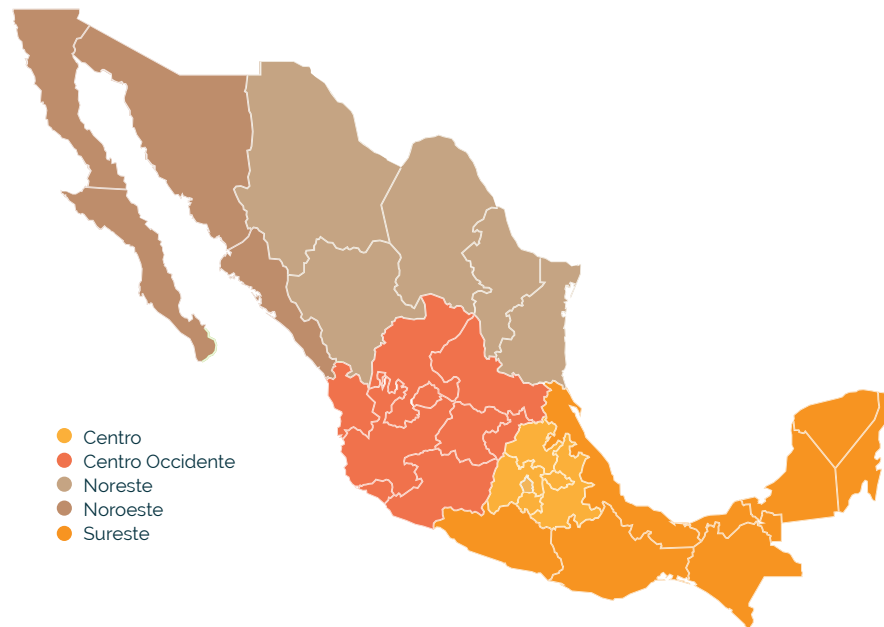 Centro
Centro Occidente
Noreste
Noroeste
Sureste